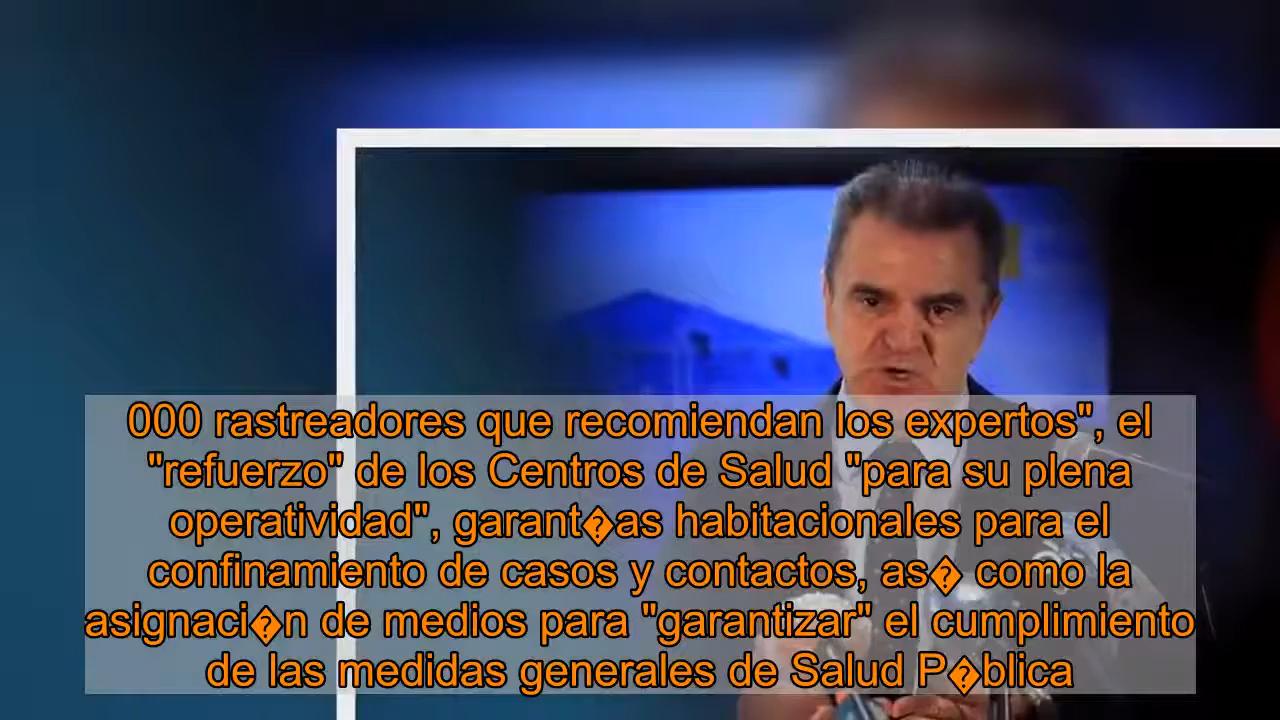 000 rastreadores que recomiendan los expertos", el
"refuerzo" de los Centros de Salud "para su plena
operatividad", garant�as habitacionales para el
confinamiento de casos y contactos, as� como la
asignaci�n de medios para "garantizar" el cumplimiento
de las medidas generales de Salud P�blica